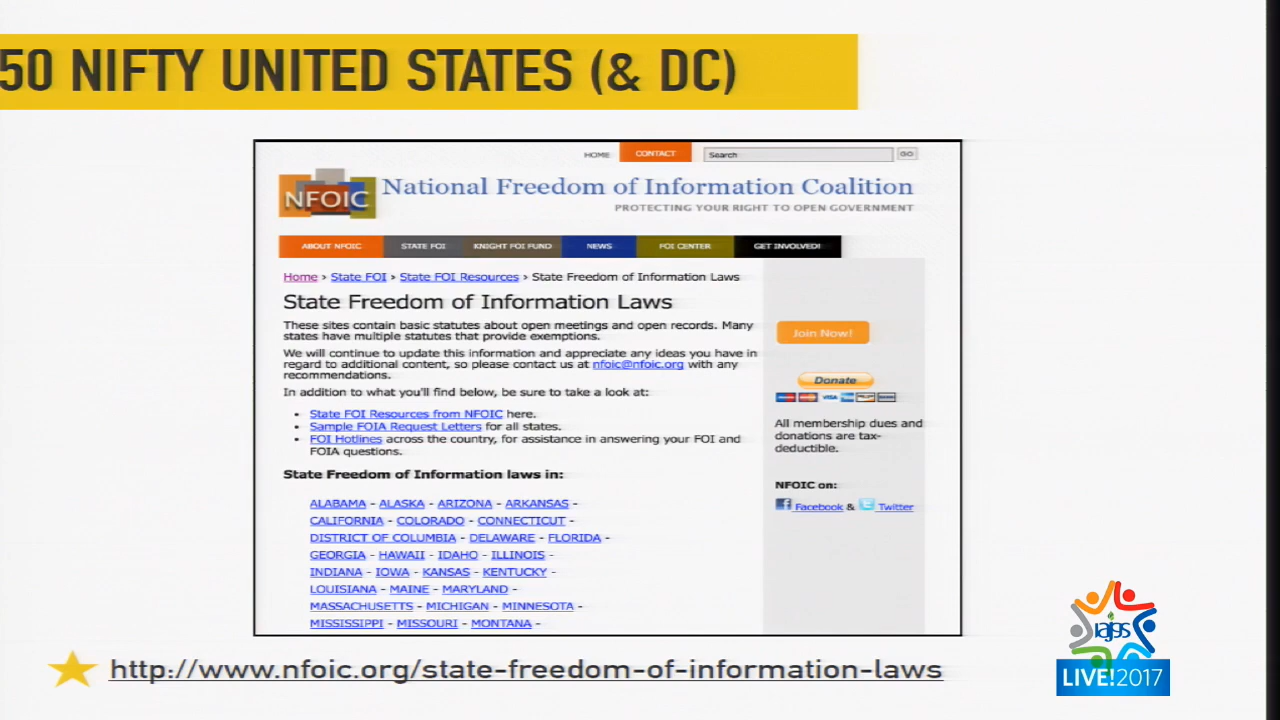 50 NIFTY UNITED STATES (& DC)
HOME CONTACT Search GO
NFOIC National Freedom of Information Coalition
PROTECTING YOUR RIGHT TO OPEN GOVERNMENT
ABOUT NFOIC STATE FOI KNIGHT FOI FUND NEWS FOI CENTER GET INVOLVED!
Home > State FOI > State FOI Resources > State Freedom of Information Laws
State Freedom of Information Laws
These sites contain basic statutes about open meetings and open records. Many
states have multiple statutes that provide exemptions.
We will continue to update this information and appreciate any ideas you have in
regard to additional content, so please contact us at nfoic@nfoic.org with any
recommendations.
In addition to what you'll find below, be sure to take a look at:
• State FOI Resources from NFOIC here.
• Sample FOIA Request Letters for all states.
• FOI Hotlines across the country, for assistance in answering your FOI and
FOIA questions.
State Freedom of Information laws in:
ALABAMA - ALASKA - ARIZONA - ARKANSAS -
CALIFORNIA - COLORADO - CONNECTICUT -
DISTRICT OF COLUMBIA - DELAWARE - FLORIDA -
GEORGIA - HAWAII - IDAHO - ILLINOIS -
INDIANA - IOWA - KANSAS - KENTUCKY -
LOUISIANA - MAINE - MARYLAND -
MASSACHUSETTS - MICHIGAN - MINNESOTA -
MISSISSIPPI - MISSOURI - MONTANA -
Join Now!
Donate
VISA
All membership dues and
donations are tax-
deductible.
NFOIC on:
Facebook & Twitter
http://www.nfoic.org/state-freedom-of-information-laws
iajgs
LIVE!2017